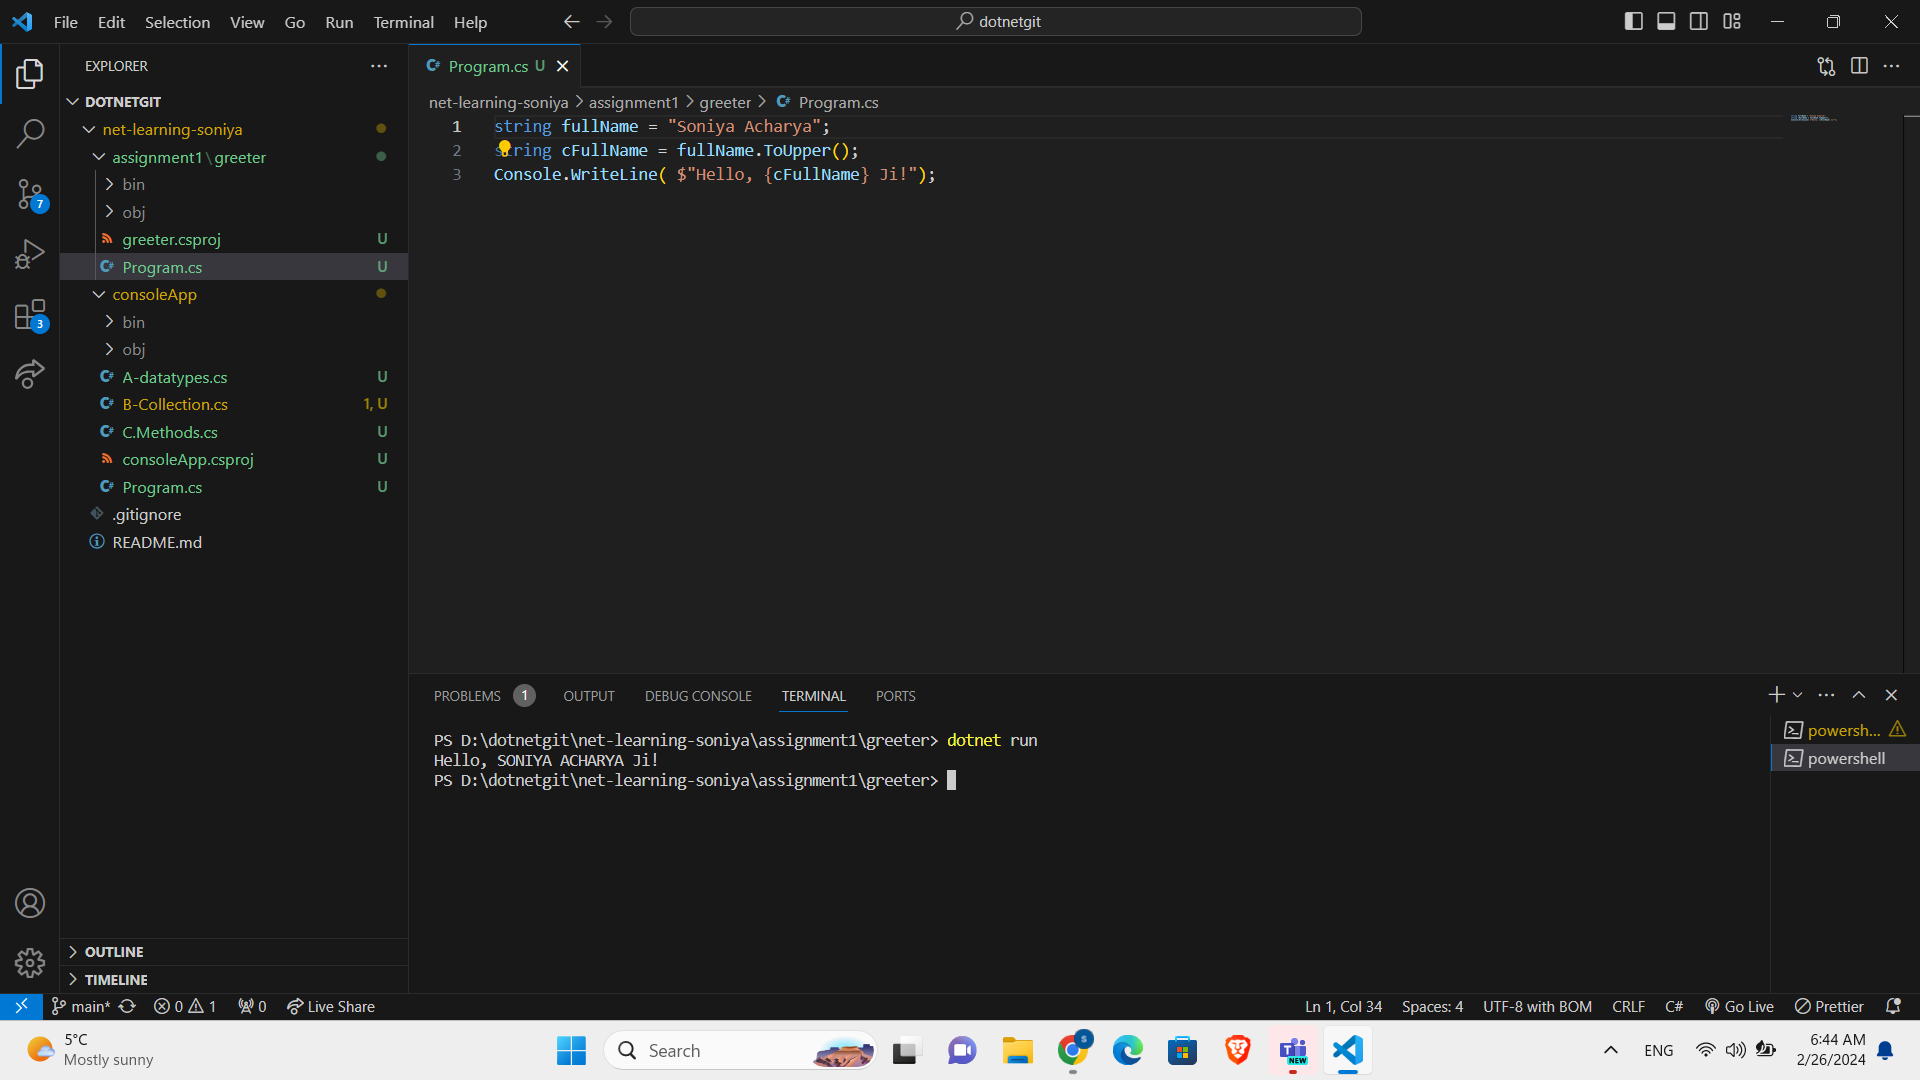 File Edit Selection View Go Run Terminal Help
dotnetgit
EXPLORER
DOTNETGIT
net-learning-soniya
assignment1\greeter
bin
obj
greeter.csproj U
Program.cs U
consoleApp
bin
obj
A-datatypes.cs U
B-Collection.cs 1, U
C.Methods.cs U
consoleApp.csproj U
Program.cs U
.gitignore
README.md
OUTLINE
TIMELINE
7
3
Program.cs U
net-learning-soniya > assignment1 > greeter > Program.cs
1 string fullName = "Soniya Acharya";
2 string cFullName = fullName.ToUpper();
3 Console.WriteLine( $"Hello, {cFullName} Ji!");
PROBLEMS 1 OUTPUT DEBUG CONSOLE TERMINAL PORTS
PS D:\dotnetgit\net-learning-soniya\assignment1\greeter> dotnet run
Hello, SONIYA ACHARYA Ji!
PS D:\dotnetgit\net-learning-soniya\assignment1\greeter>
powersh...
powershell
main* 0 1 0 Live Share
Ln 1, Col 34 Spaces: 4 UTF-8 with BOM CRLF C# Go Live Prettier
5°C
Mostly sunny
Search
S
NEW
ENG
6:44 AM
2/26/2024